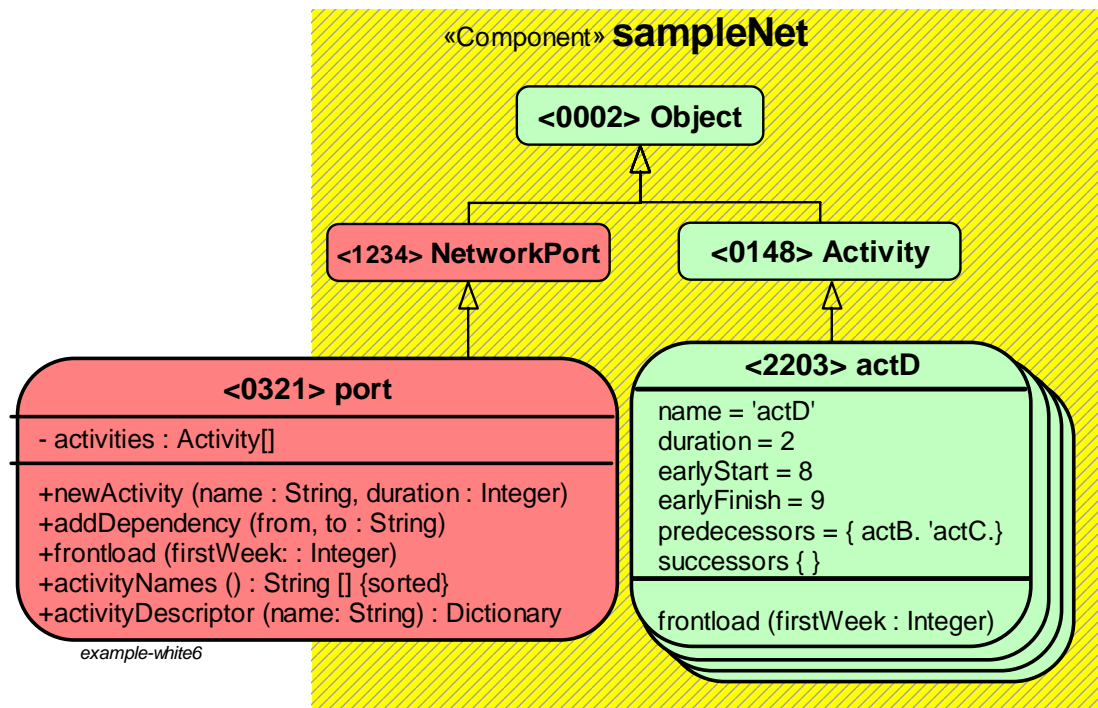 «Component» sampleNet
<0002> Object
<1234> NetworkPort
<0148> Activity
<0321> port
- activities : Activity[]
+newActivity (name : String, duration : Integer)
+addDependency (from, to : String)
+frontload (firstWeek: : Integer)
+activityNames () : String [] {sorted}
+activityDescriptor (name: String) : Dictionary
example-white6
<2203> actD
name = 'actD'
duration = 2
earlyStart = 8
earlyFinish = 9
predecessors = { actB. 'actC.}
successors { }
frontload (firstWeek : Integer)